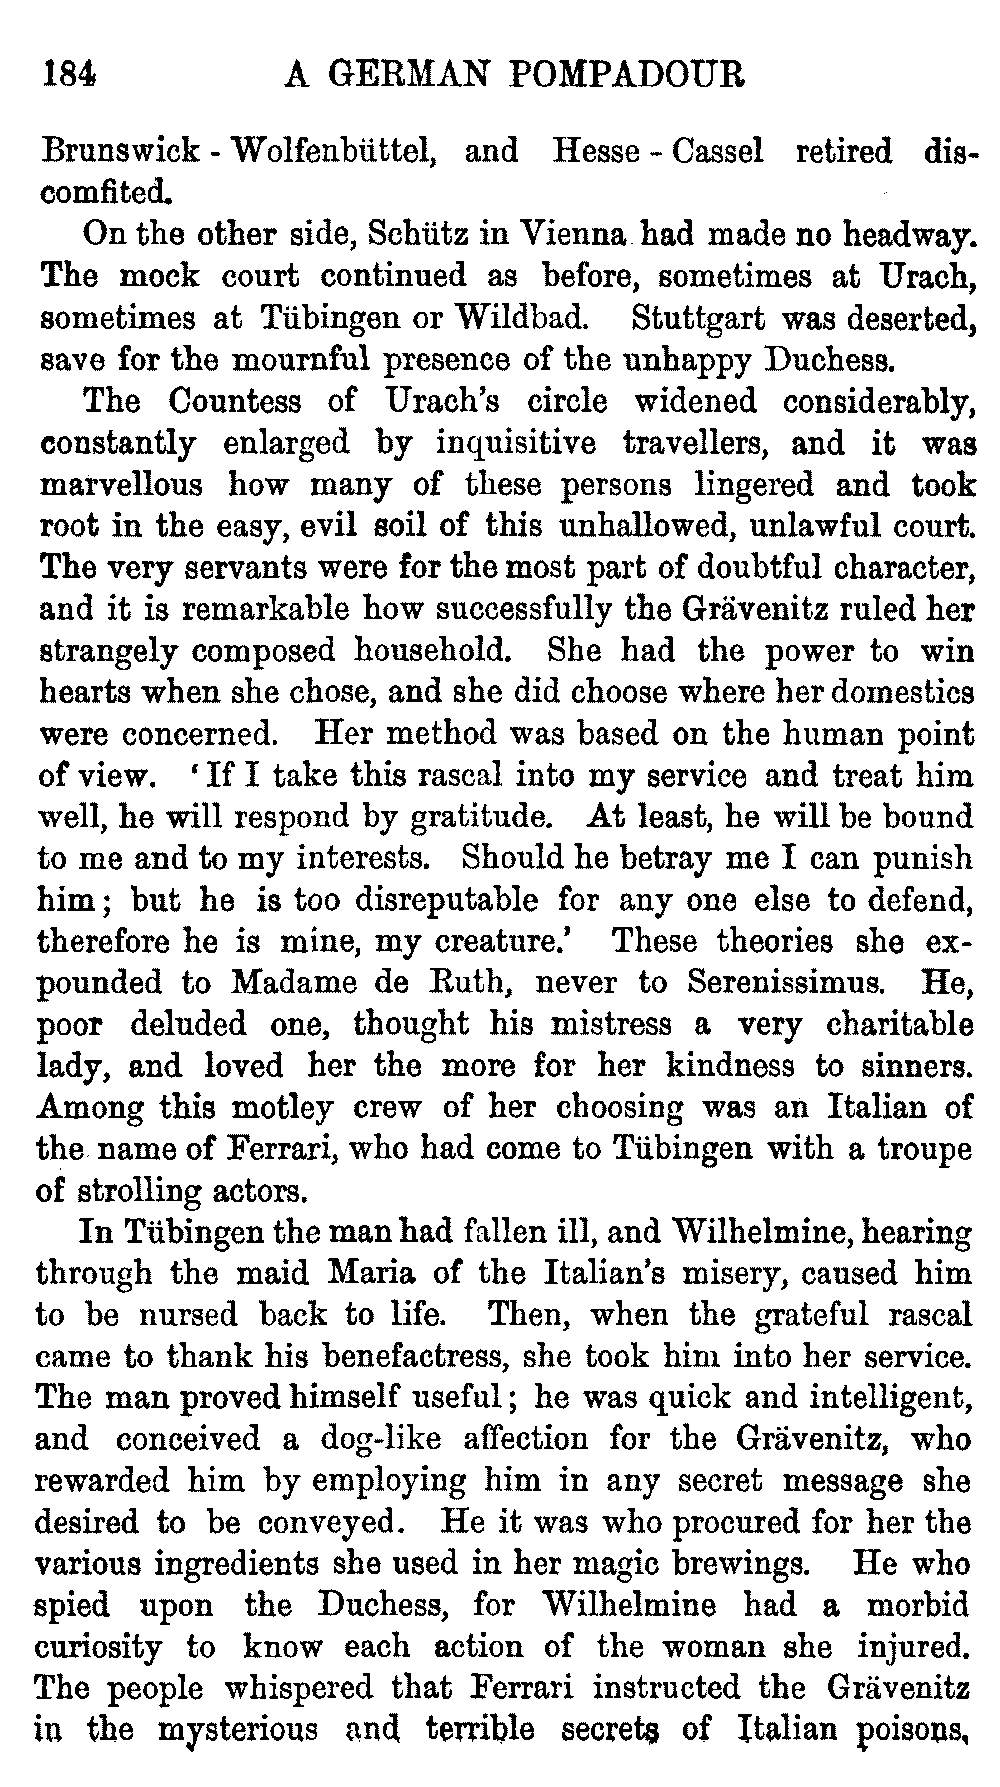 184 A GERMAN POMPADOUR
Brunswick - Wolfenbüttel, and Hesse - Cassel retired dis-
comfited.
On the other side, Schütz in Vienna had made no headway.
The mock court continued as before, sometimes at Urach,
sometimes at Tübingen or Wildbad. Stuttgart was deserted,
save for the mournful presence of the unhappy Duchess.
The Countess of Urach's circle widened considerably,
constantly enlarged by inquisitive travellers, and it was
marvellous how many of these persons lingered and took
root in the easy, evil soil of this unhallowed, unlawful court.
The very servants were for the most part of doubtful character,
and it is remarkable how successfully the Grävenitz ruled her
strangely composed household. She had the power to win
hearts when she chose, and she did choose where her domestics
were concerned. Her method was based on the human point
of view. 'If I take this rascal into my service and treat him
well, he will respond by gratitude. At least, he will be bound
to me and to my interests. Should he betray me I can punish
him; but he is too disreputable for any one else to defend,
therefore he is mine, my creature.' These theories she ex-
pounded to Madame de Ruth, never to Serenissimus. He,
poor deluded one, thought his mistress a very charitable
lady, and loved her the more for her kindness to sinners.
Among this motley crew of her choosing was an Italian of
the name of Ferrari, who had come to Tübingen with a troupe
of strolling actors.
In Tübingen the man had fallen ill, and Wilhelmine, hearing
through the maid Maria of the Italian's misery, caused him
to be nursed back to life. Then, when the grateful rascal
came to thank his benefactress, she took him into her service.
The man proved himself useful; he was quick and intelligent,
and conceived a dog-like affection for the Grävenitz, who
rewarded him by employing him in any secret message she
desired to be conveyed. He it was who procured for her the
various ingredients she used in her magic brewings. He who
spied upon the Duchess, for Wilhelmine had a morbid
curiosity to know each action of the woman she injured.
The people whispered that Ferrari instructed the Grävenitz
in the mysterious and terrible secrets of Italian poisons,